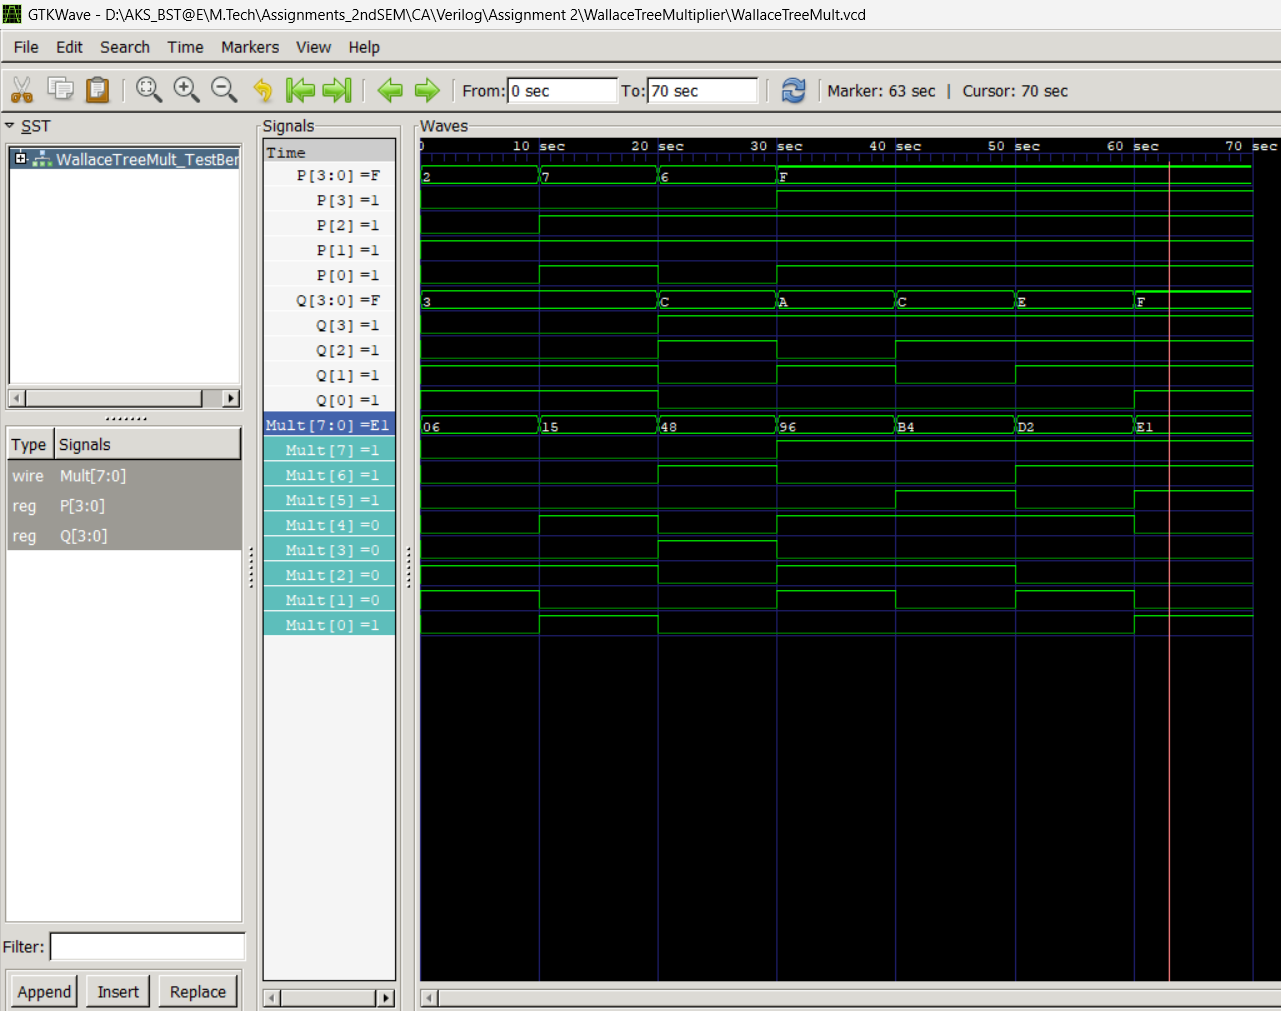 GTKWave - D:\AKS_BST@E\M.Tech\Assignments_2ndSEM\CA\Verilog\Assignment 2\WallaceTreeMultiplier\WallaceTreeMult.vcd
File Edit Search Time Markers View Help
From: 0 sec To: 70 sec Marker: 63 sec | Cursor: 70 sec
SST
WallaceTreeMult_TestBer
Type Signals
wire Mult[7:0]
reg P[3:0]
reg Q[3:0]
Filter:
Append Insert Replace
Signals
Time
P[3:0] =F
P[3] =1
P[2] =1
P[1] =1
P[0] =1
Q[3:0] =F
Q[3] =1
Q[2] =1
Q[1] =1
Q[0] =1
Mult[7:0] =E1
Mult[7] =1
Mult[6] =1
Mult[5] =1
Mult[4] =0
Mult[3] =0
Mult[2] =0
Mult[1] =0
Mult[0] =1
Waves
0 10 sec 20 sec 30 sec 40 sec 50 sec 60 sec 70 sec
2 7 6 F
3 C A C E F
06 15 48 96 B4 D2 E1